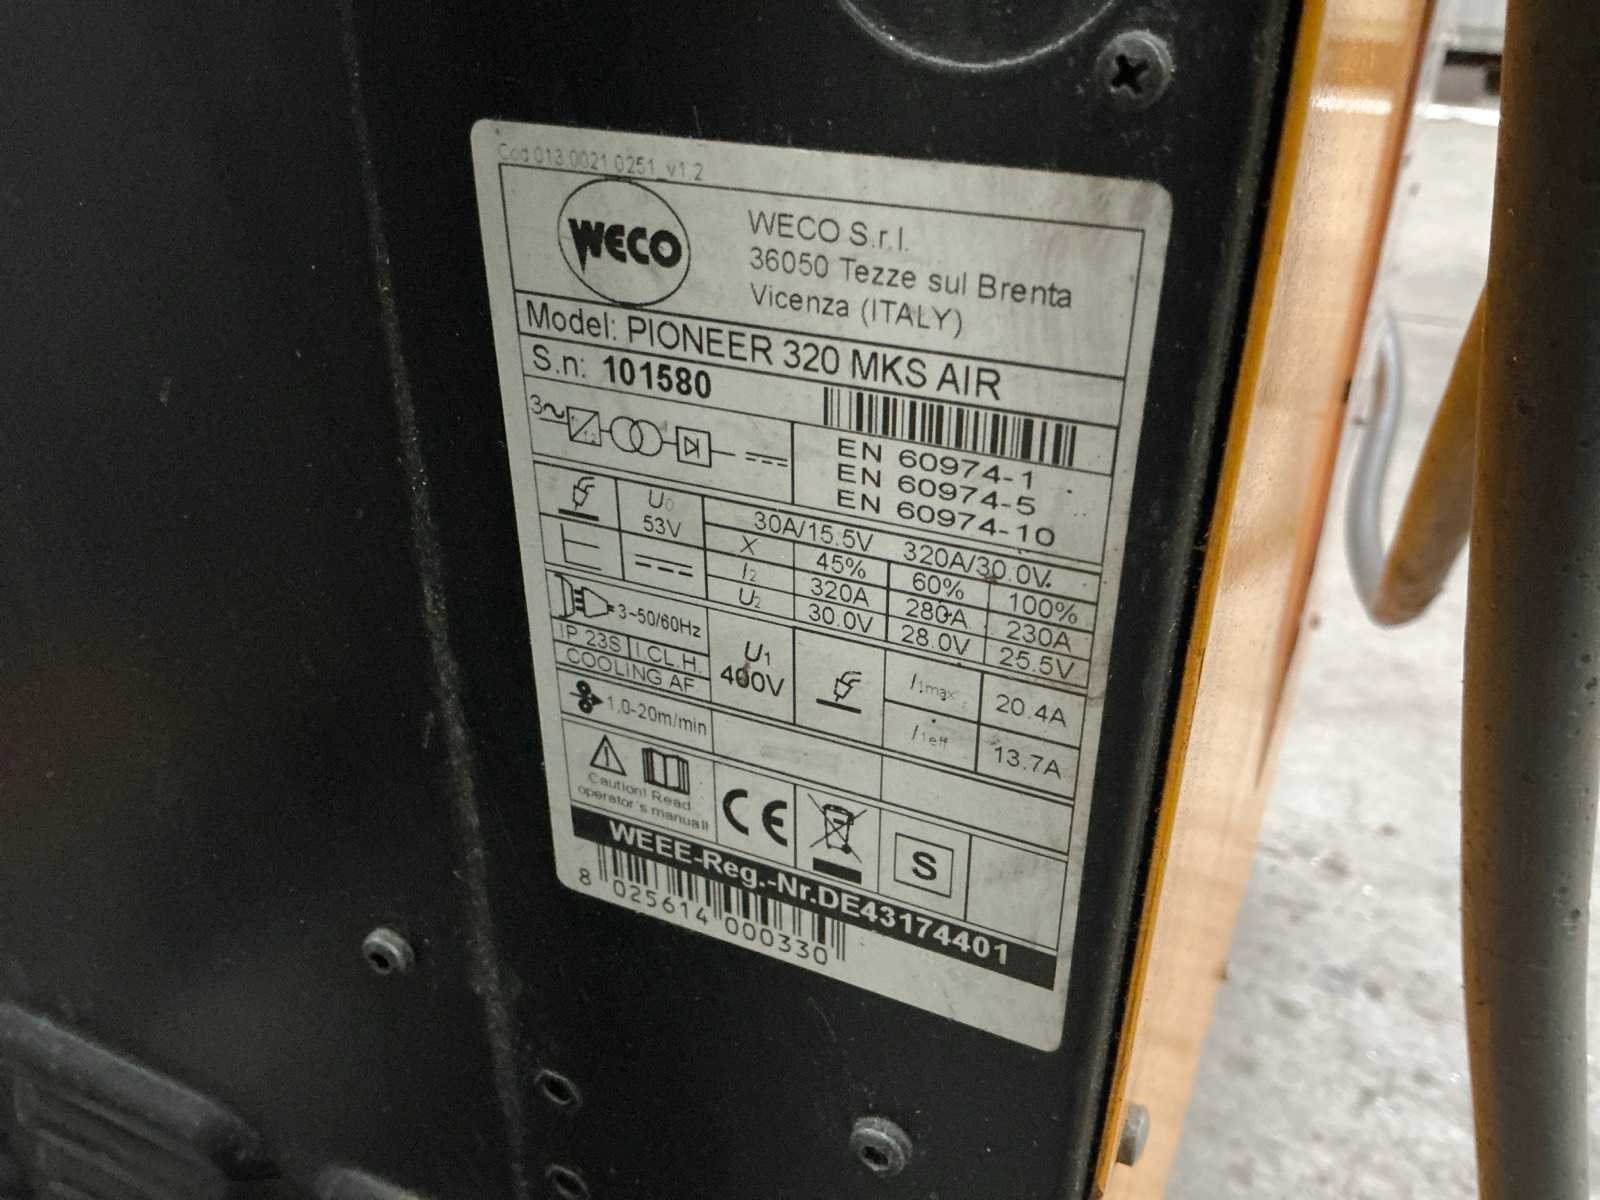 Cod 013.0021.0251 v1.2
WECO
WECO S.r.l.
36050 Tezze sul Brenta
Vicenza (ITALY)
Model: PIONEER 320 MKS AIR
S.n: 101580
3~
EN 60974-1
EN 60974-5
EN 60974-10
U0
53V
30A/15.5V 320A/30.0V
X 45% 60% 100%
I2 320A 280A 230A
U2 30.0V 28.0V 25.5V
3~50/60Hz
IP 23S I.CL.H.
COOLING AF
U1
400V
I1max 20.4A
I1eff 13.7A
1,0-20m/min
Caution! Read
operator's manual!
CE
S
WEEE-Reg.-Nr.DE43174401
8 025614 000330